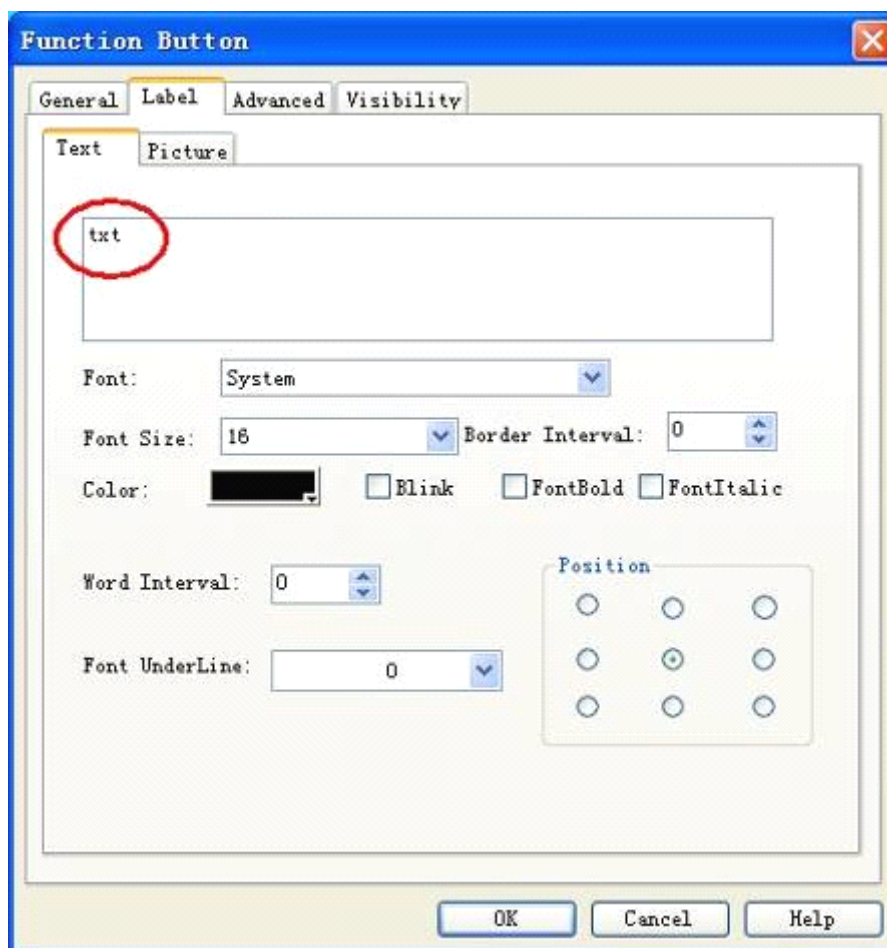 Function Button
General Label Advanced Visibility
Text Picture
txt
Font: System
Font Size: 16 Border Interval: 0
Color: Blink FontBold FontItalic
Word Interval: 0
Position
Font UnderLine: 0
OK Cancel Help